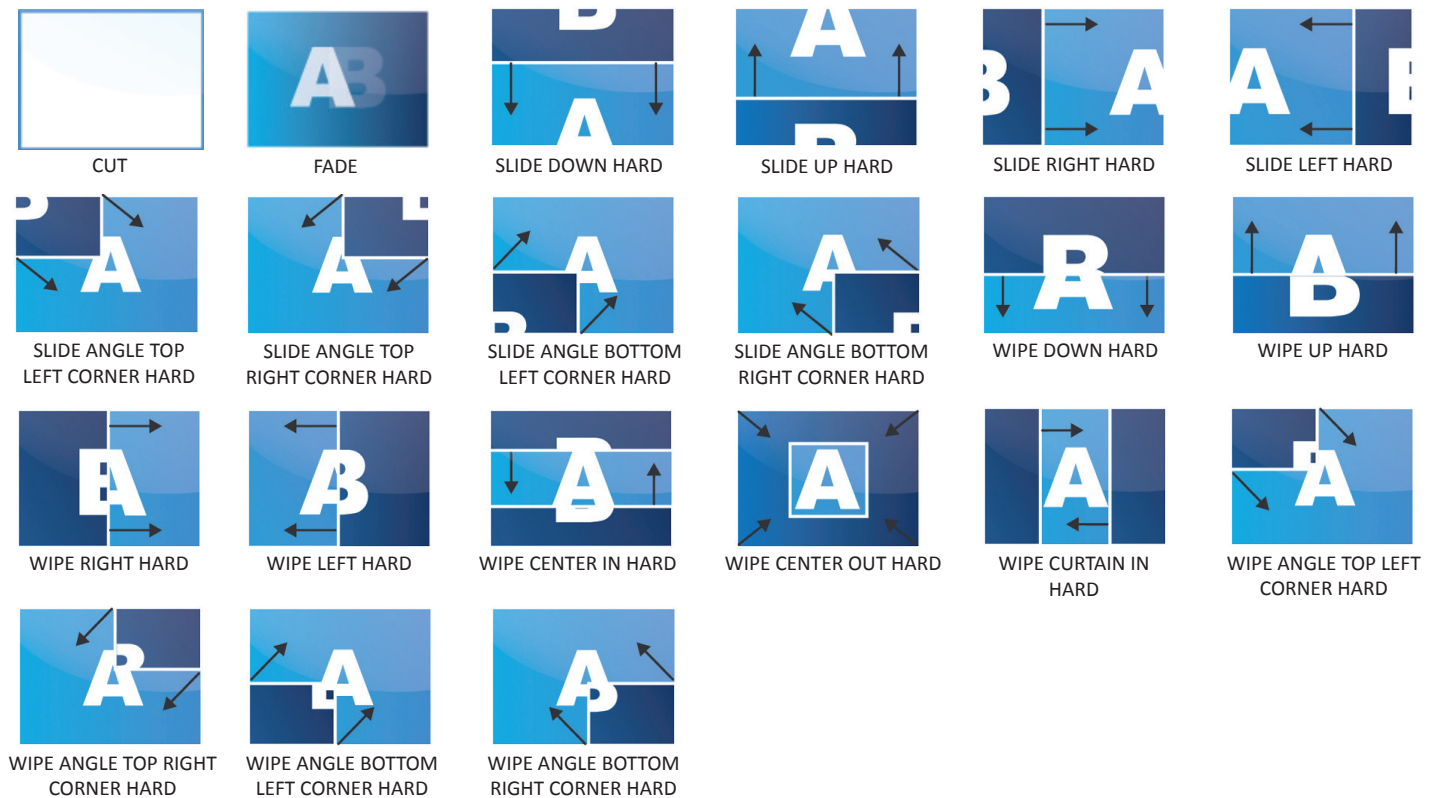 CUT
FADE
SLIDE DOWN HARD
SLIDE UP HARD
SLIDE RIGHT HARD
SLIDE LEFT HARD
SLIDE ANGLE TOP
LEFT CORNER HARD
SLIDE ANGLE TOP
RIGHT CORNER HARD
SLIDE ANGLE BOTTOM
LEFT CORNER HARD
SLIDE ANGLE BOTTOM
RIGHT CORNER HARD
WIPE DOWN HARD
WIPE UP HARD
WIPE RIGHT HARD
WIPE LEFT HARD
WIPE CENTER IN HARD
WIPE CENTER OUT HARD
WIPE CURTAIN IN
HARD
WIPE ANGLE TOP LEFT
CORNER HARD
WIPE ANGLE TOP RIGHT
CORNER HARD
WIPE ANGLE BOTTOM
LEFT CORNER HARD
WIPE ANGLE BOTTOM
RIGHT CORNER HARD